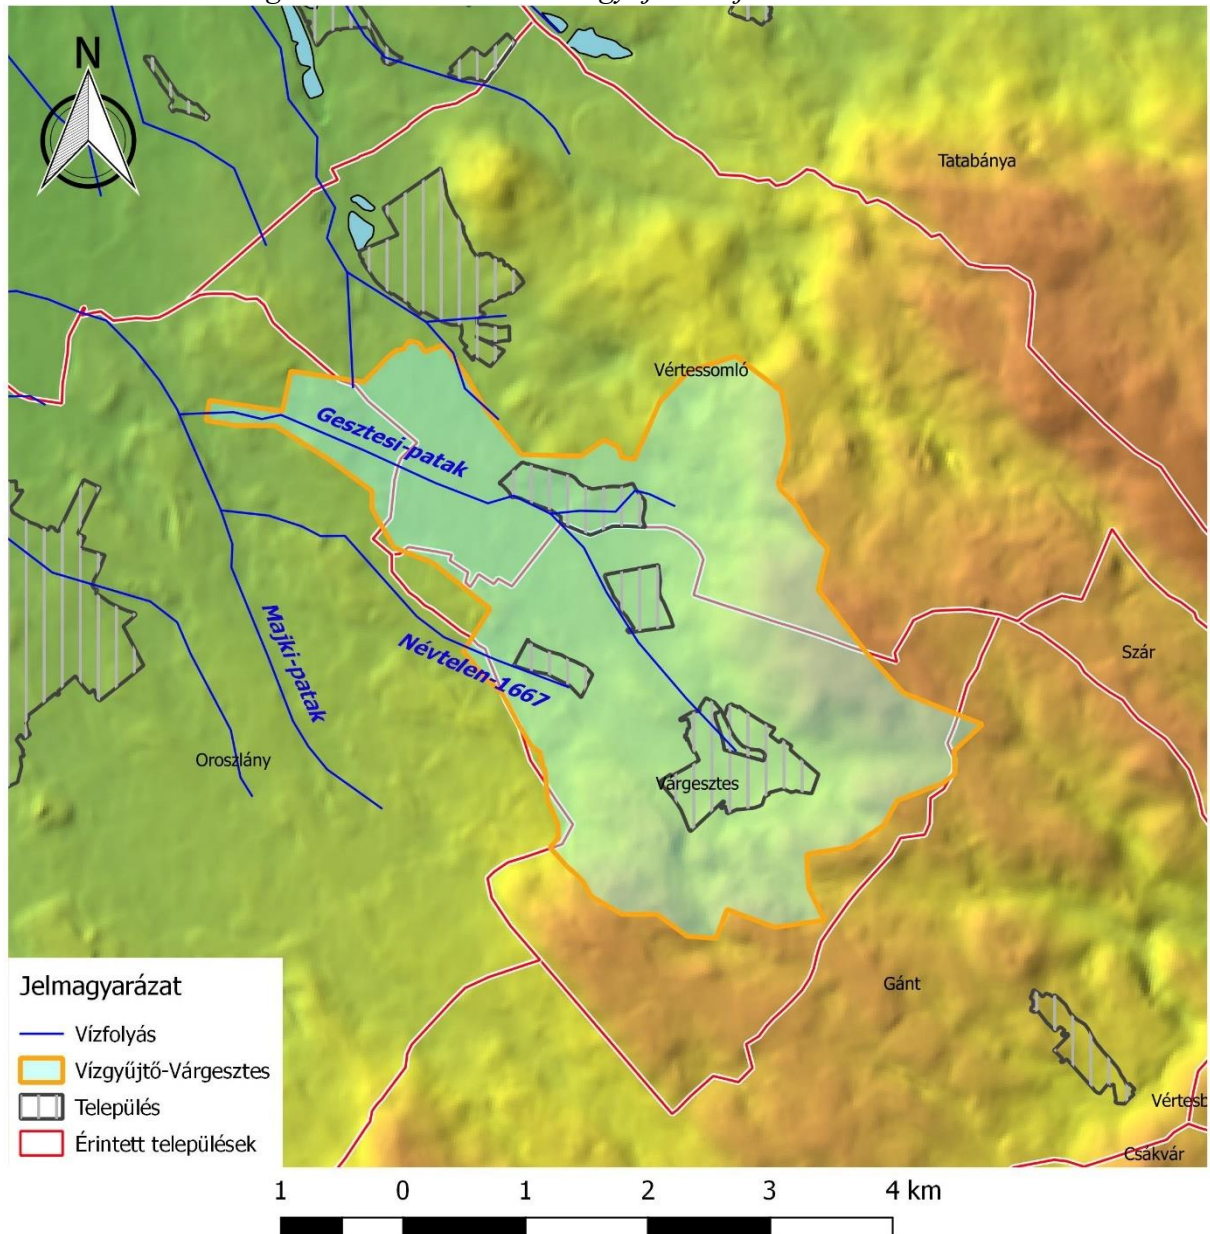 N
Tatabánya
Vértessomló
Gesztesi-patak
Majki-patak
Névtelen-1667
Szár
Oroszlány
Várgesztes
Gánt
Csákvár
Jelmagyarázat
Vízfolyás
Vízgyűjtő-Várgesztes
Település
Érintett települések
1 0 1 2 3 4 km